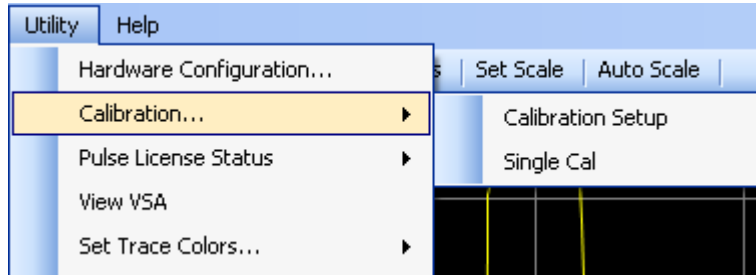 Utility Help
Hardware Configuration...
s Set Scale Auto Scale
Calibration...
Calibration Setup
Pulse License Status
Single Cal
View VSA
Set Trace Colors...